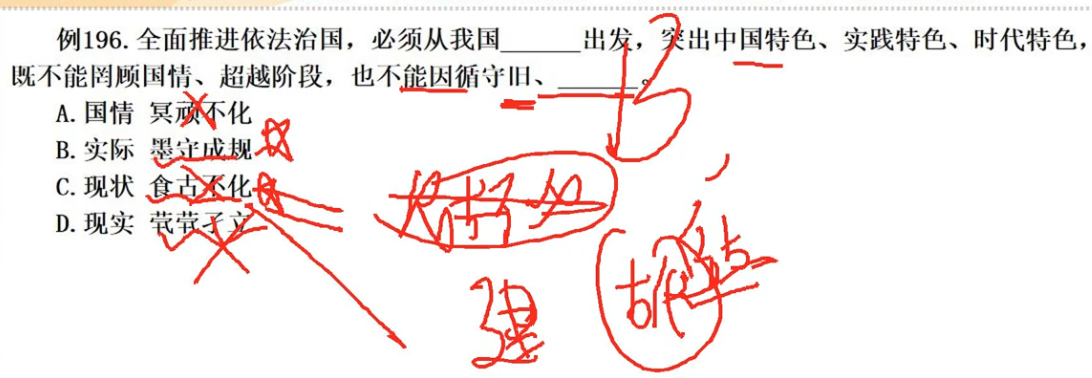 例196.全面推进依法治国，必须从我国______出发，突出中国特色、实践特色、时代特色，
既不能罔顾国情、超越阶段，也不能因循守旧、______。
A.国情 冥顽不化
B.实际 墨守成规
C.现状 食古不化
D.现实 茕茕孑立